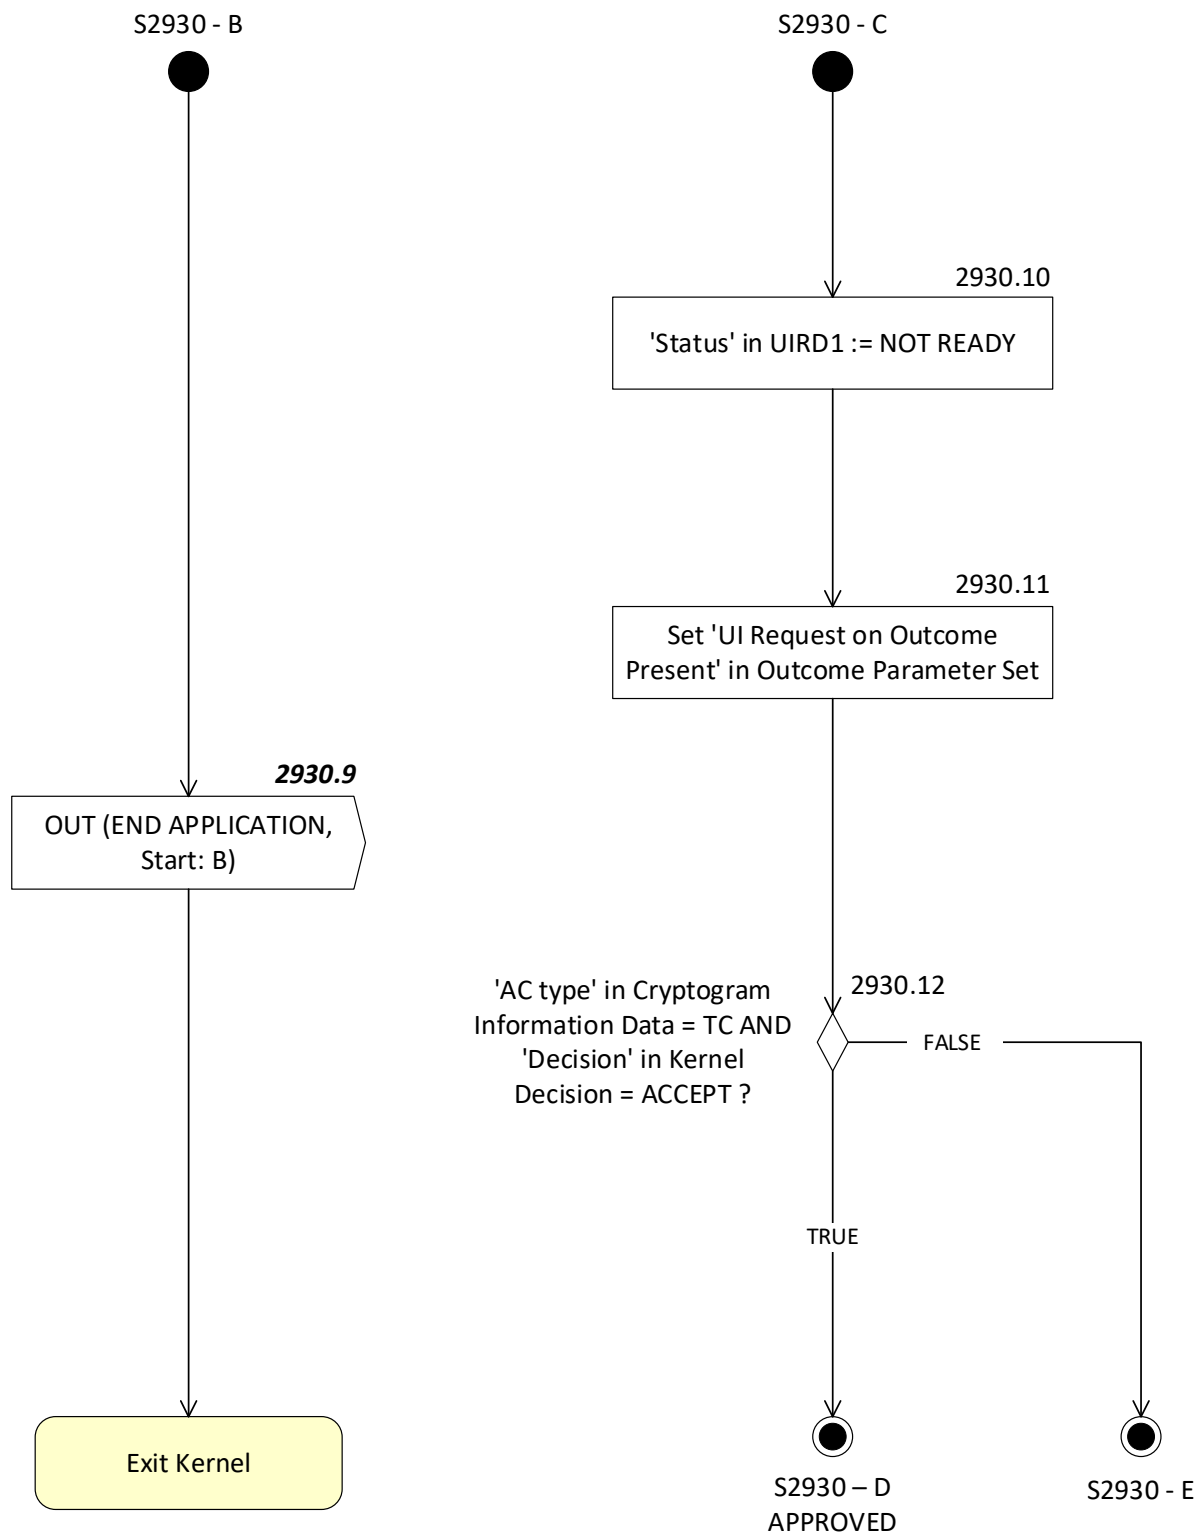 S2930 - B
S2930 - C
2930.10
'Status' in UIRD1 := NOT READY
2930.11
Set 'UI Request on Outcome
Present' in Outcome Parameter Set
2930.9
OUT (END APPLICATION,
Start: B)
2930.12
'AC type' in Cryptogram
Information Data = TC AND
'Decision' in Kernel
Decision = ACCEPT ?
FALSE
TRUE
Exit Kernel
S2930 – D
APPROVED
S2930 - E